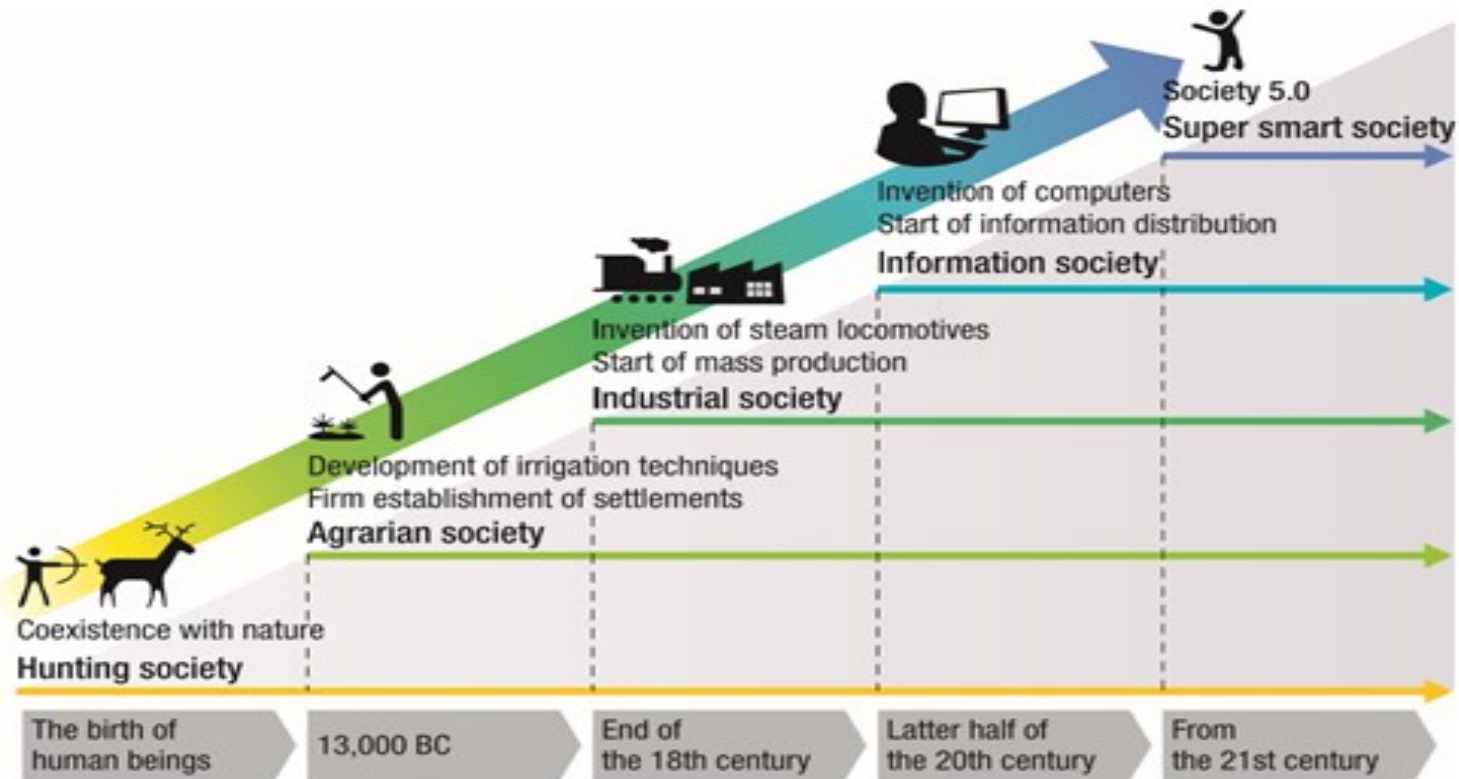 Society 5.0
Super smart society
Invention of computers
Start of information distribution
Information society
Invention of steam locomotives
Start of mass production
Industrial society
Development of irrigation techniques
Firm establishment of settlements
Agrarian society
Coexistence with nature
Hunting society
The birth of
human beings
13,000 BC
End of
the 18th century
Latter half of
the 20th century
From
the 21st century